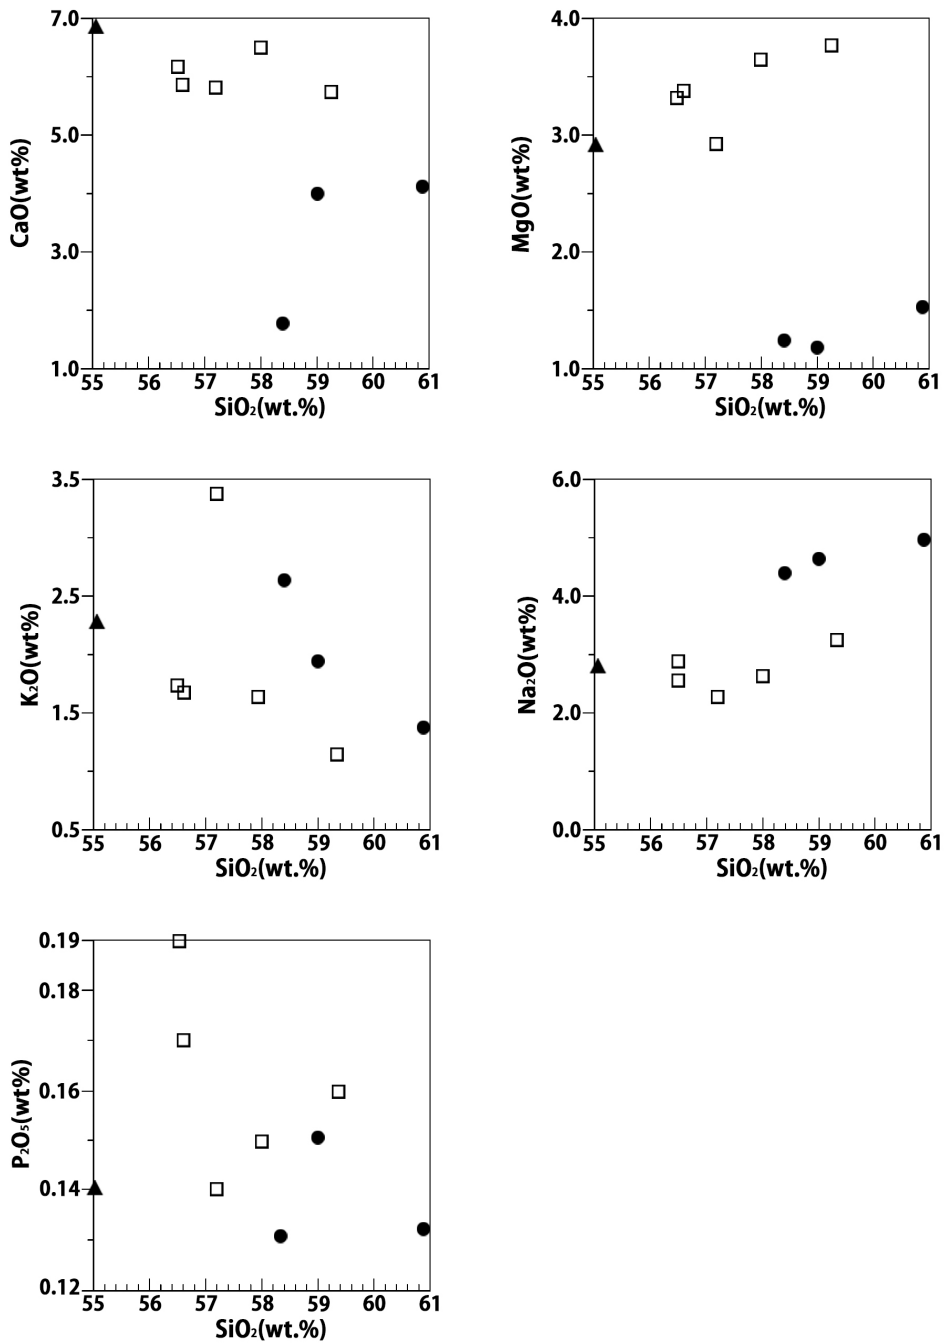 7.0
5.0
3.0
1.0
CaO(wt%)
55 56 57 58 59 60 61
SiO₂(wt.%)
4.0
3.0
2.0
1.0
MgO(wt%)
55 56 57 58 59 60 61
SiO₂(wt.%)
3.5
2.5
1.5
0.5
K₂O(wt%)
55 56 57 58 59 60 61
SiO₂(wt.%)
6.0
4.0
2.0
0.0
Na₂O(wt%)
55 56 57 58 59 60 61
SiO₂(wt.%)
0.19
0.18
0.16
0.14
0.12
P₂O₅(wt%)
55 56 57 58 59 60 61
SiO₂(wt.%)